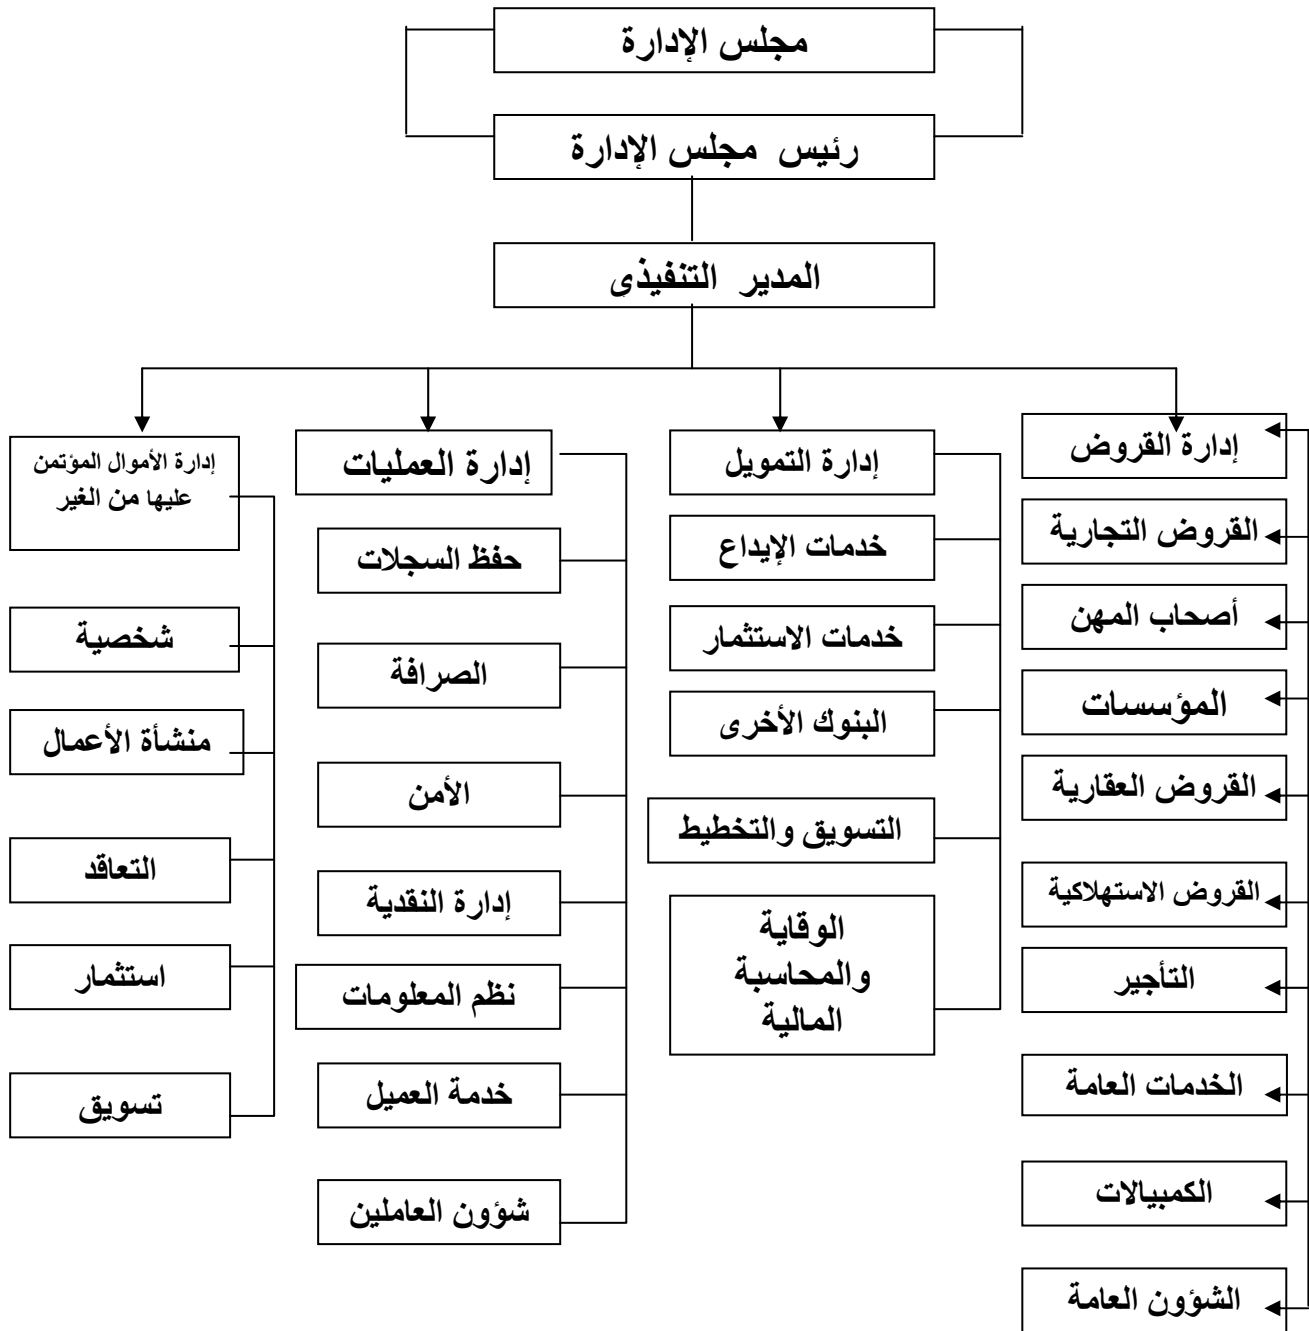 مجلس الإدارة
رئيس مجلس الإدارة
المدير التنفيذى
إدارة القروض
القروض التجارية
أصحاب المهن
المؤسسات
القروض العقارية
القروض الاستهلاكية
التأجير
الخدمات العامة
الكمبيالات
الشؤون العامة
إدارة التمويل
خدمات الإيداع
خدمات الاستثمار
البنوك الأخرى
التسويق والتخطيط
الوقاية
والمحاسبة
المالية
إدارة العمليات
حفظ السجلات
الصرافة
الأمن
إدارة النقدية
نظم المعلومات
خدمة العميل
شؤون العاملين
إدارة الأموال المؤتمن
عليها من الغير
شخصية
منشأة الأعمال
التعاقد
استثمار
تسويق